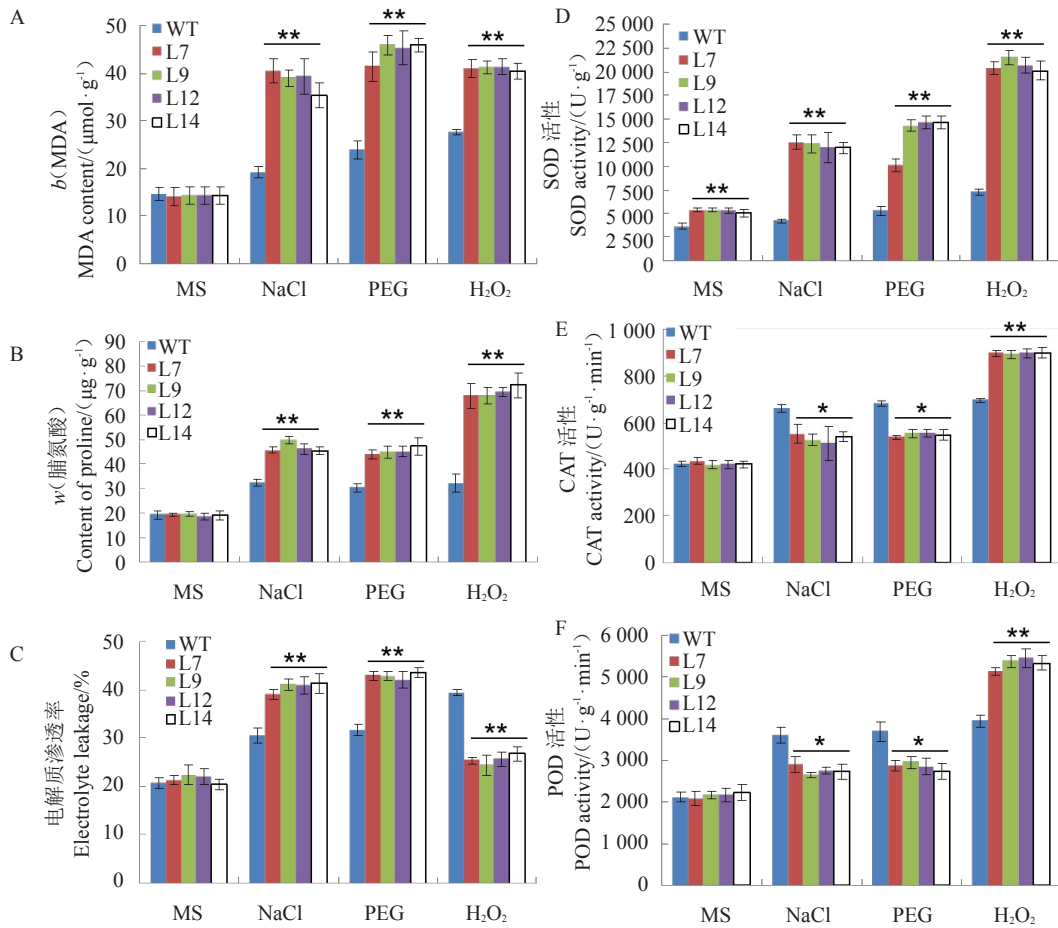 A
b(MDA)
MDA content/(μmol·g⁻¹)
50
40
30
20
10
0
WT
L7
L9
L12
L14
**
**
**
MS
NaCl
PEG
H₂O₂
D
SOD 活性
SOD activity/(U·g⁻¹)
25 000
22 500
20 000
17 500
15 000
12 500
10 000
7 500
5 000
2 500
0
WT
L7
L9
L12
L14
**
**
**
**
MS
NaCl
PEG
H₂O₂
B
w(脯氨酸)
Content of proline/(μg·g⁻¹)
90
80
70
60
50
40
30
20
10
0
WT
L7
L9
L12
L14
**
**
**
MS
NaCl
PEG
H₂O₂
E
CAT 活性
CAT activity/(U·g⁻¹·min⁻¹)
1 000
800
600
400
200
0
WT
L7
L9
L12
L14
*
*
**
MS
NaCl
PEG
H₂O₂
C
电解质渗透率
Electrolyte leakage/%
50
40
30
20
10
0
WT
L7
L9
L12
L14
**
**
**
MS
NaCl
PEG
H₂O₂
F
POD 活性
POD activity/(U·g⁻¹·min⁻¹)
6 000
5 000
4 000
3 000
2 000
1 000
0
WT
L7
L9
L12
L14
*
*
**
MS
NaCl
PEG
H₂O₂